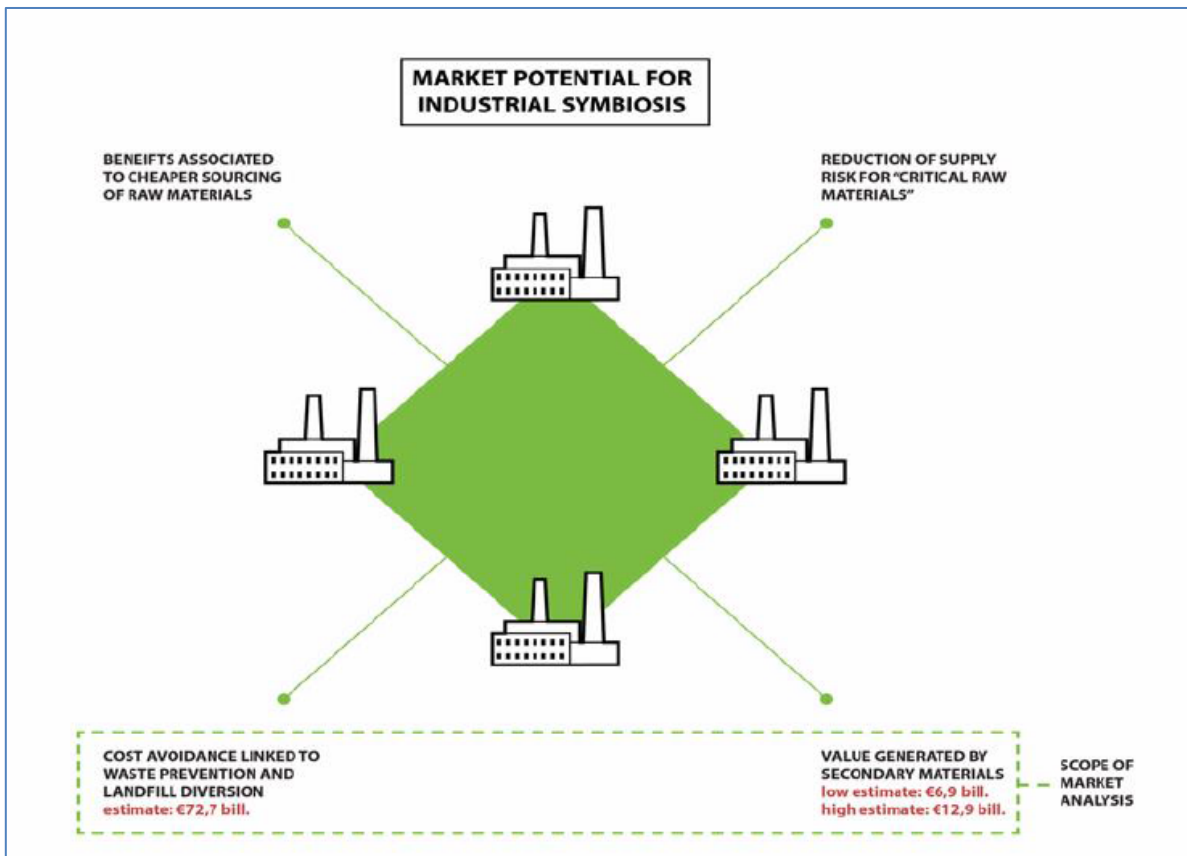 MARKET POTENTIAL FOR
INDUSTRIAL SYMBIOSIS
BENEIFTS ASSOCIATED
TO CHEAPER SOURCING
OF RAW MATERIALS
REDUCTION OF SUPPLY
RISK FOR “CRITICAL RAW
MATERIALS”
COST AVOIDANCE LINKED TO
WASTE PREVENTION AND
LANDFILL DIVERSION
estimate: €72,7 bill.
VALUE GENERATED BY
SECONDARY MATERIALS
low estimate: €6,9 bill.
high estimate: €12,9 bill.
SCOPE OF
MARKET
ANALYSIS